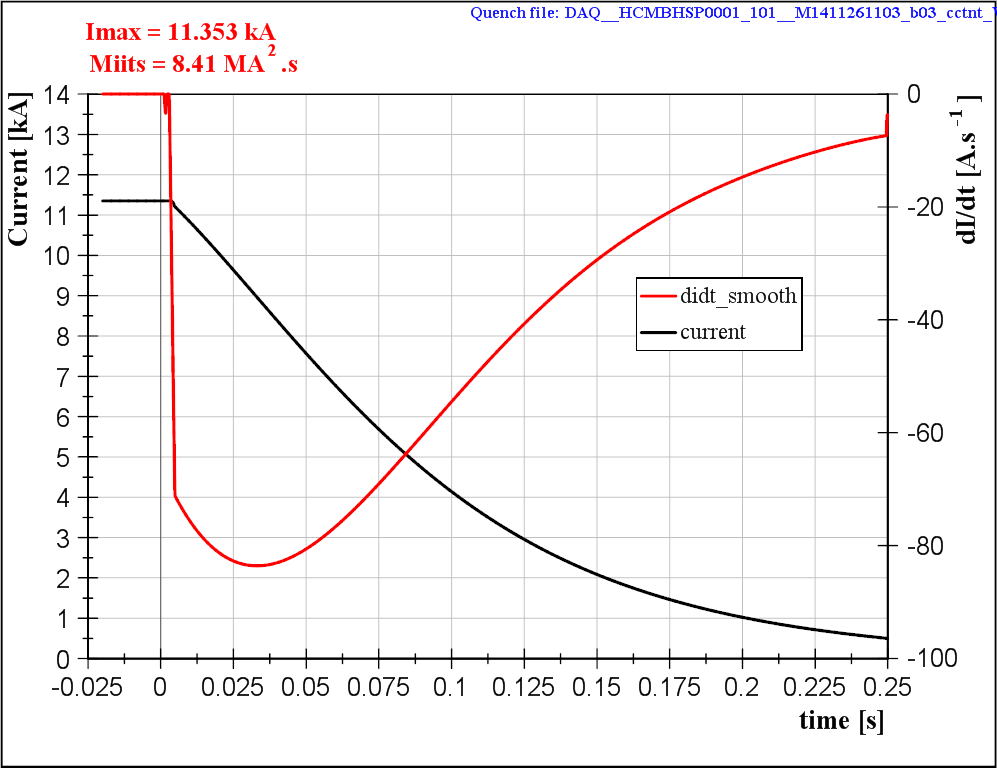 Quench file: DAQ__HCMBHSP0001_101__M1411261103_b03_cctnt_
Imax = 11.353 kA
Miits = 8.41 MA² .s
Current [kA]
14
13
12
11
10
9
8
7
6
5
4
3
2
1
0
0
-20
-40
-60
-80
-100
dI/dt [A.s⁻¹]
didt_smooth
current
-0.025 0 0.025 0.05 0.075 0.1 0.125 0.15 0.175 0.2 0.225 0.25
time [s]